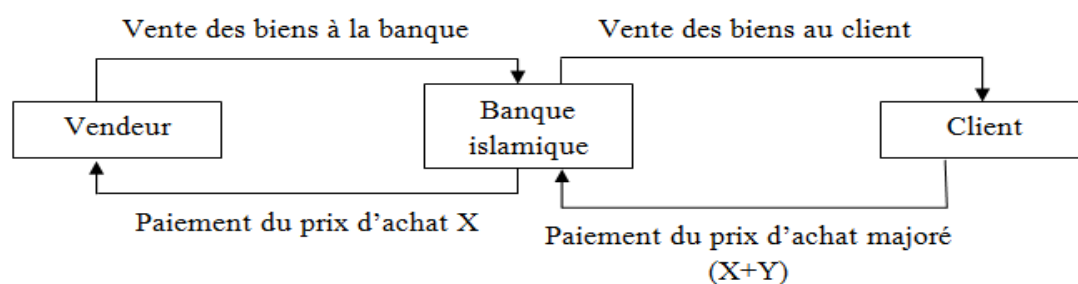 Vente des biens à la banque
Vente des biens au client
Vendeur
Banque
islamique
Client
Paiement du prix d’achat X
Paiement du prix d’achat majoré
(X+Y)